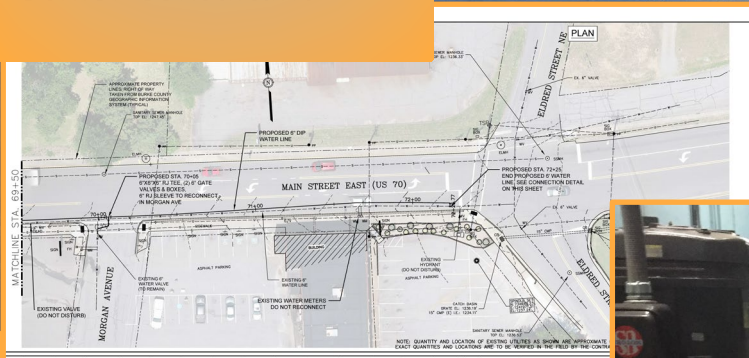 PLAN
SEWER MANHOLE
ELDRED STREET NE
EX. 8" VALVE
APPROXIMATE PROPERTY
LINES, RIGHT OF WAY
TAKEN FROM BURKE COUNTY
GEOGRAPHIC INFORMATION
SYSTEM (TYPICAL)
SANITARY SEWER MANHOLE
N
PROPOSED 6" DIP
WATER LINE
MATCHLINE STA. 69+50
PROPOSED STA. 70+05
6"X6"X6" RJ TEE, (2) 6" GATE
VALVES & BOXES,
6" RJ SLEEVE TO RECONNECT
IN MORGAN AVE
MAIN STREET EAST (US 70)
PROPOSED STA. 72+25,
END PROPOSED 6' WATER
LINE, SEE CONNECTION DETAIL
ON THIS SHEET
70+00
71+00
72+00
SIDEWALK
BUILDING
ASPHALT PARKING
EXISTING 6"
WATER VALVE
(TO REMAIN)
EXISTING 6"
WATER LINE
EXISTING
HYDRANT
(DO NOT DISTURB)
ASPHALT PARKING
EX. 6" VALVE
15" CMP
EXISTING VALVE
(DO NOT DISTURB)
MORGAN AVENUE
EXISTING WATER METERS
DO NOT RECONNECT
CATCH BASIN
ELDRED
SANITARY SEWER MANHOLE
NOTE: QUANTITY AND LOCATION OF EXISTING UTILITIES AS SHOWN ARE APPROXIMATE
EXACT QUANTITIES AND LOCATIONS ARE TO BE VERIFIED IN THE FIELD BY THE